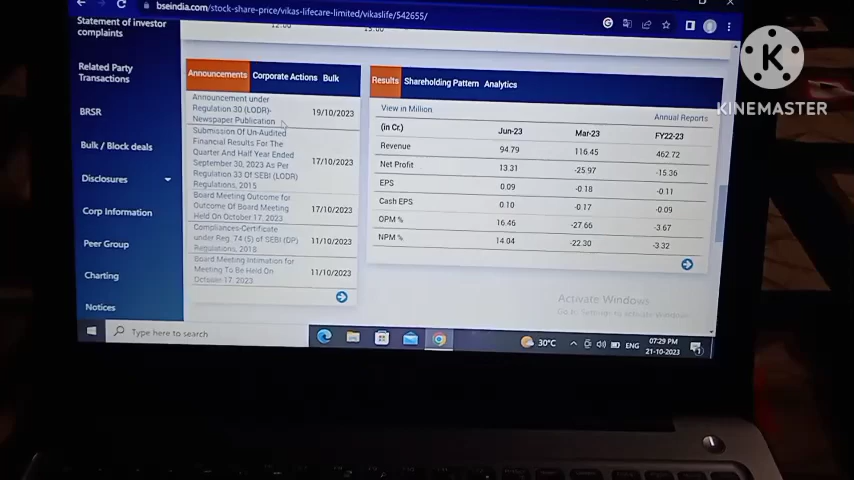 bseindia.com/stock-share-price/vikas-lifecare-limited/vikaslife/542655/
Statement of investor
complaints
Related Party
Transactions
BRSR
Bulk / Block deals
Disclosures
Corp Information
Peer Group
Charting
Notices
Announcements Corporate Actions Bulk
Announcement under
Regulation 30 (LODR)-
Newspaper Publication
19/10/2023
Submission Of Un-Audited
Financial Results For The
Quarter And Half Year Ended
September 30, 2023 As Per
Regulation 33 Of SEBI (LODR)
Regulations, 2015
17/10/2023
Board Meeting Outcome for
Outcome Of Board Meeting
Held On October 17, 2023
17/10/2023
Compliances-Certificate
under Reg. 74 (5) of SEBI (DP)
Regulations, 2018
11/10/2023
Board Meeting Intimation for
Meeting To Be Held On
October 17, 2023
11/10/2023
Results Shareholding Pattern Analytics
View in Million
Annual Reports
(in Cr.) Jun-23 Mar-23 FY22-23
Revenue 94.79 116.45 462.72
Net Profit 13.31 -25.97 -15.36
EPS 0.09 -0.18 -0.11
Cash EPS 0.10 -0.17 -0.09
OPM % 16.46 -27.66 -3.67
NPM % 14.04 -22.30 -3.32
Activate Windows
Go to Settings to activate Windows.
Type here to search
30°C
ENG
07:29 PM
21-10-2023
K
KINEMASTER